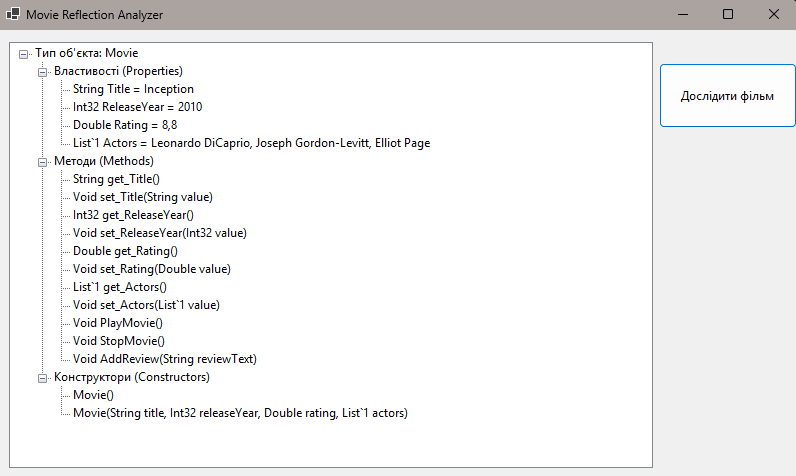 Movie Reflection Analyzer
Тип об'єкта: Movie
Властивості (Properties)
String Title = Inception
Int32 ReleaseYear = 2010
Double Rating = 8,8
List`1 Actors = Leonardo DiCaprio, Joseph Gordon-Levitt, Elliot Page
Методи (Methods)
String get_Title()
Void set_Title(String value)
Int32 get_ReleaseYear()
Void set_ReleaseYear(Int32 value)
Double get_Rating()
Void set_Rating(Double value)
List`1 get_Actors()
Void set_Actors(List`1 value)
Void PlayMovie()
Void StopMovie()
Void AddReview(String reviewText)
Конструктори (Constructors)
Movie()
Movie(String title, Int32 releaseYear, Double rating, List`1 actors)
Дослідити фільм